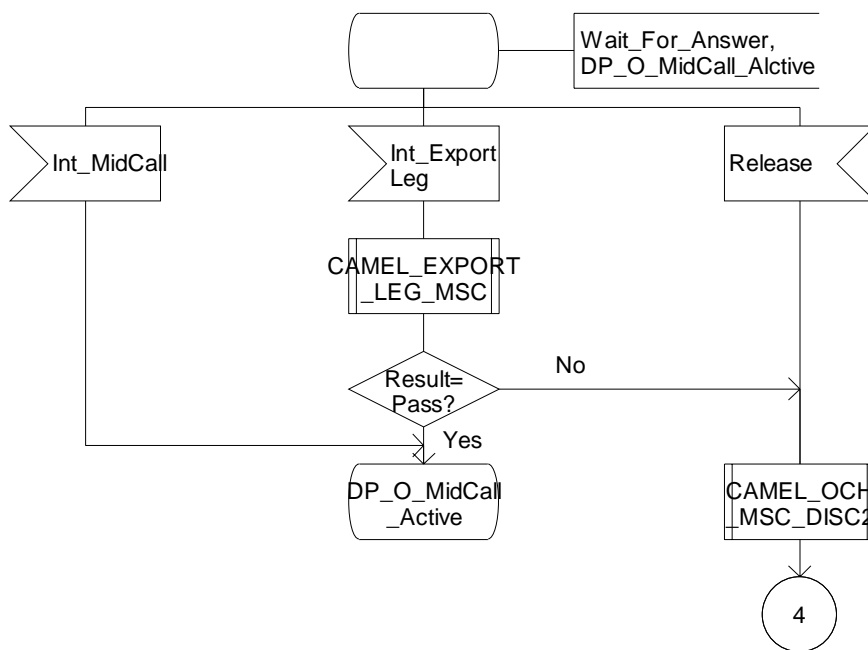 Wait_For_Answer,
DP_O_MidCall_Alctive
Int_MidCall
Int_Export
Leg
Release
CAMEL_EXPORT
_LEG_MSC
Result=
Pass?
No
Yes
DP_O_MidCall
_Active
CAMEL_OCH
_MSC_DISC2
4